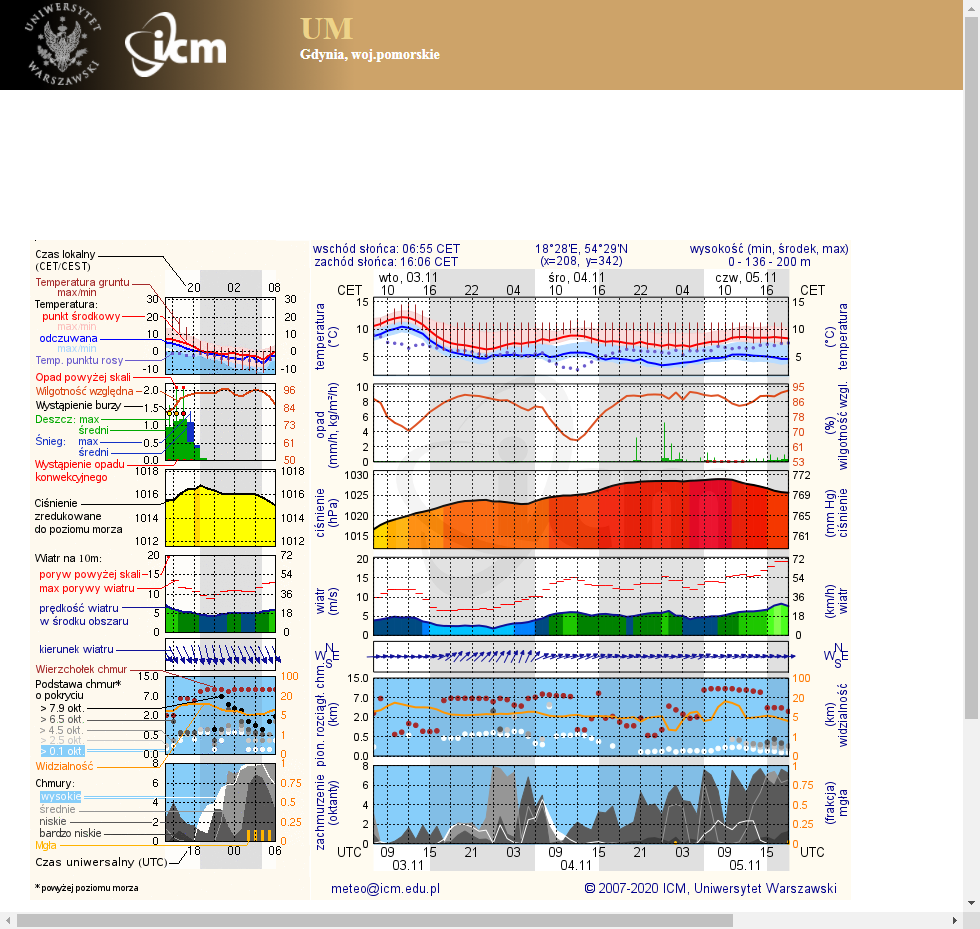 UNIWERSYTET
WARSZAWSKI
icm
UM
Gdynia, woj.pomorskie
Czas lokalny
(CET/CEST)
20 02 08
Temperatura gruntu
max/min
Temperatura:
punkt środkowy
max/min
odczuwana
max/min
Temp. punktu rosy
30 30
20 20
10 10
0 0
-10 -10
Opad powyżej skali
Wilgotność względna
Wystąpienie burzy
Deszcz: max
średni
Śnieg: max
średni
Wystąpienie opadu
konwekcyjnego
2.0 96
1.5 84
1.0 73
0.5 61
0.0 50
Ciśnienie
zredukowane
do poziomu morza
1018 1018
1016 1016
1014 1014
1012 1012
Wiatr na 10m:
poryw powyżej skali
max porywy wiatru
prędkość wiatru
w środku obszaru
20 72
15 54
10 36
5 18
0 0
kierunek wiatru
Wierzchołek chmur
Podstawa chmur*
o pokryciu
> 7.9 okt.
> 6.5 okt.
> 4.5 okt.
> 2.5 okt.
> 0.1 okt.
Widzialność
15.0 100
7.0 20
2.0 5
0.5 1
0.0 0
Chmury:
wysokie
średnie
niskie
bardzo niskie
Mgła
8 1
6 0.75
4 0.5
2 0.25
0 0
18 00 06
Czas uniwersalny (UTC)
* powyżej poziomu morza
wschód słońca: 06:55 CET 18°28'E, 54°29'N wysokość (min, środek, max)
zachód słońca: 16:06 CET (x=208, y=342) 0 - 136 - 200 m
wto, 03.11 śro, 04.11 czw, 05.11
CET 10 16 22 04 10 16 22 04 10 16 CET
temperatura
(°C)
15 15
10 10
5 5
(°C)
temperatura
opad
(mm/h, kg/m²/h)
10 95
8 86
6 78
4 70
2 61
0 53
(%)
wilgotność wzgl.
ciśnienie
(hPa)
1030 772
1025 769
1020 765
1015 761
(mm Hg)
ciśnienie
wiatr
(m/s)
20 72
15 54
10 36
5 18
0 0
(km/h)
wiatr
N
W E
S
N
W E
S
pion. rozciągł. chm.
(km)
15.0 100
7.0 20
2.0 5
0.5 1
0.0 0
(km)
widzialność
zachmurzenie
(oktanty)
8 1
6 0.75
4 0.5
2 0.25
0 0
(frakcja)
mgła
UTC 09 15 21 03 09 15 21 03 09 15 UTC
03.11 04.11 05.11
meteo@icm.edu.pl © 2007-2020 ICM, Uniwersytet Warszawski